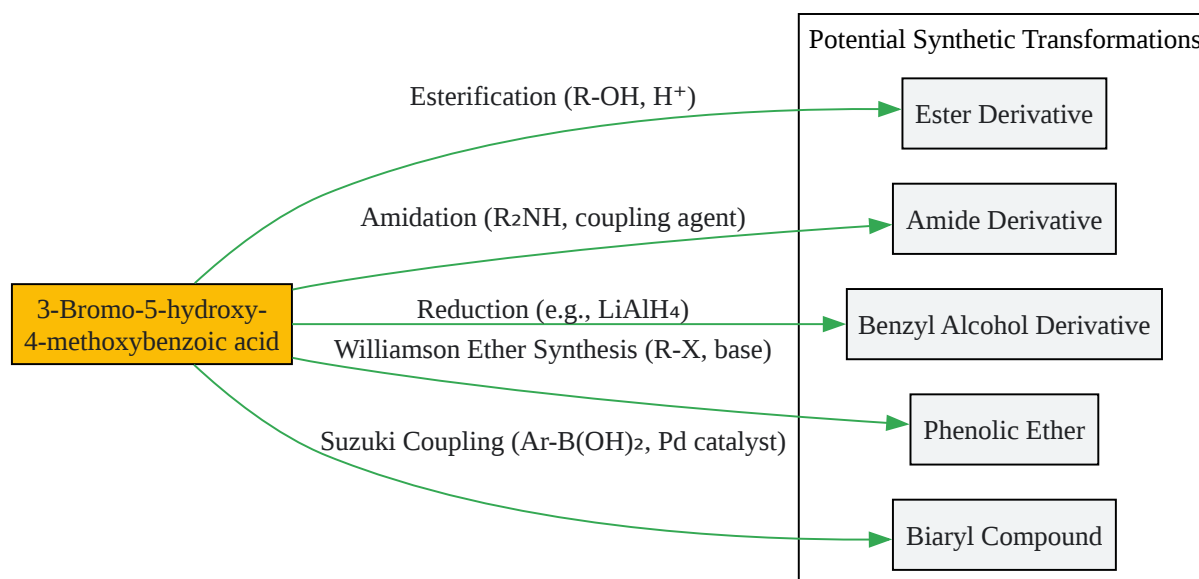 Potential Synthetic Transformations
Esterification (R-OH, H⁺)
Ester Derivative
Amidation (R₂NH, coupling agent)
Amide Derivative
3-Bromo-5-hydroxy-
4-methoxybenzoic acid
Reduction (e.g., LiAlH₄)
Benzyl Alcohol Derivative
Williamson Ether Synthesis (R-X, base)
Phenolic Ether
Suzuki Coupling (Ar-B(OH)₂, Pd catalyst)
Biaryl Compound